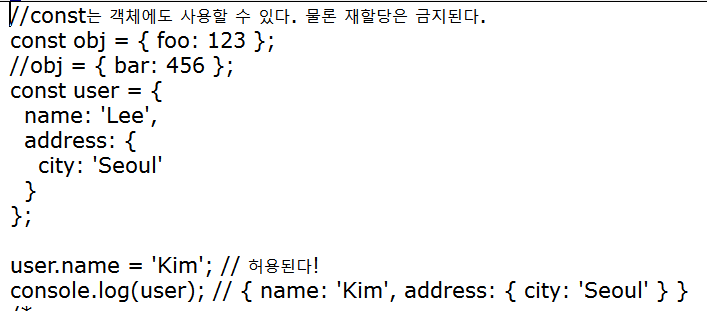 //const는 객체에도 사용할 수 있다. 물론 재할당은 금지된다.
const obj = { foo: 123 };
//obj = { bar: 456 };
const user = {
  name: 'Lee',
  address: {
    city: 'Seoul'
  }
};

user.name = 'Kim'; // 허용된다!
console.log(user); // { name: 'Kim', address: { city: 'Seoul' } }
/*